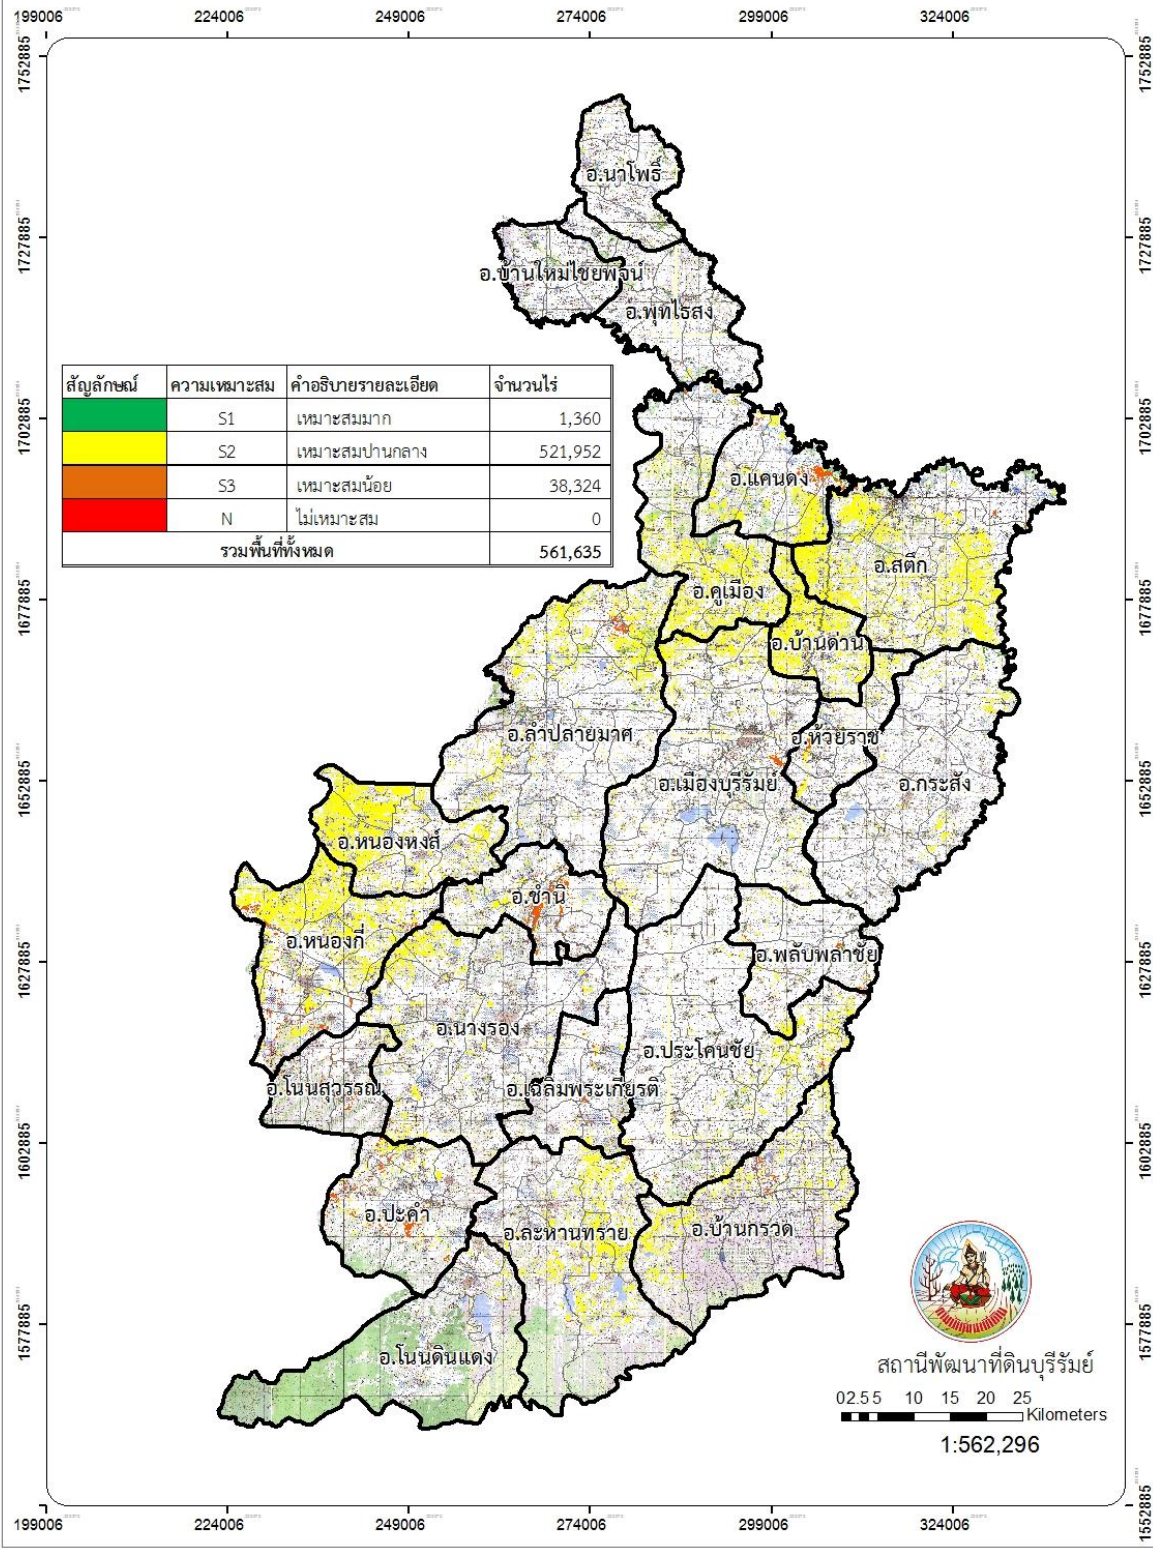 199006 224006 249006 274006 299006 324006
1752885 1752885
1727885 1727885
1702885 1702885
1677885 1677885
1652885 1652885
1627885 1627885
1602885 1602885
1577885 1577885
1552885 1552885
อ.นาโพธิ์
อ.บ้านใหม่ไชยพจน์
อ.พุทไธสง
สัญลักษณ์ ความเหมาะสม คำอธิบายรายละเอียด จำนวนไร่
S1 เหมาะสมมาก 1,360
S2 เหมาะสมปานกลาง 521,952
S3 เหมาะสมน้อย 38,324
N ไม่เหมาะสม 0
รวมพื้นที่ทั้งหมด 561,635
อ.แคนดง
อ.สตึก
อ.คูเมือง
อ.บ้านด่าน
อ.ลำปลายมาศ
อ.ห้วยราช
อ.เมืองบุรีรัมย์
อ.กระสัง
อ.หนองหงส์
อ.ชำนิ
อ.หนองกี่
อ.พลับพลาชัย
อ.นางรอง
อ.ประโคนชัย
อ.โนนสุวรรณ
อ.เฉลิมพระเกียรติ
อ.ปะคำ
อ.ละหานทราย
อ.บ้านกรวด
อ.โนนดินแดง
สถานีพัฒนาที่ดินบุรีรัมย์
0 2.5 5 10 15 20 25
Kilometers
1:562,296
199006 224006 249006 274006 299006 324006